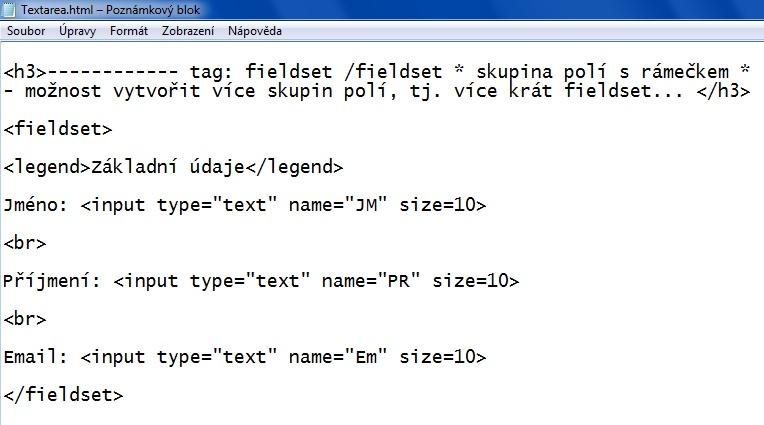 Textarea.html – Poznámkový blok
Soubor Úpravy Formát Zobrazení Nápověda
<h3>------------ tag: fieldset /fieldset * skupina polí s rámečkem *
- možnost vytvořit více skupin polí, tj. více krát fieldset... </h3>
<fieldset>
<legend>Základní údaje</legend>
Jméno: <input type="text" name="JM" size=10>
<br>
Příjmení: <input type="text" name="PR" size=10>
<br>
Email: <input type="text" name="Em" size=10>
</fieldset>